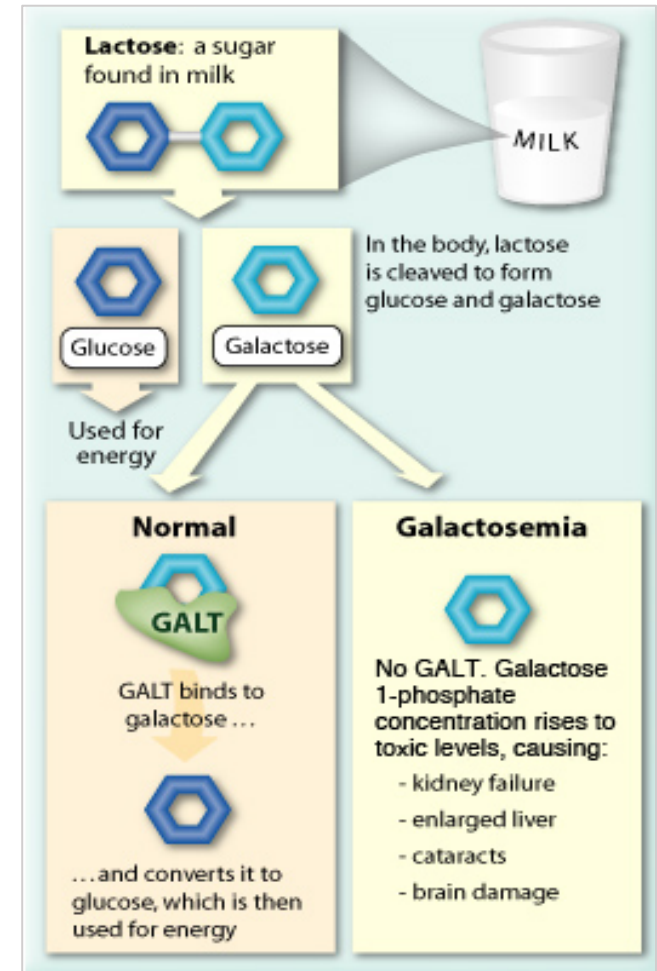 Lactose: a sugar
found in milk
MILK
In the body, lactose
is cleaved to form
glucose and galactose
Glucose
Galactose
Used for
energy
Normal
GALT
GALT binds to
galactose ...
...and converts it to
glucose, which is then
used for energy
Galactosemia
No GALT. Galactose
1-phosphate
concentration rises to
toxic levels, causing:
- kidney failure
- enlarged liver
- cataracts
- brain damage